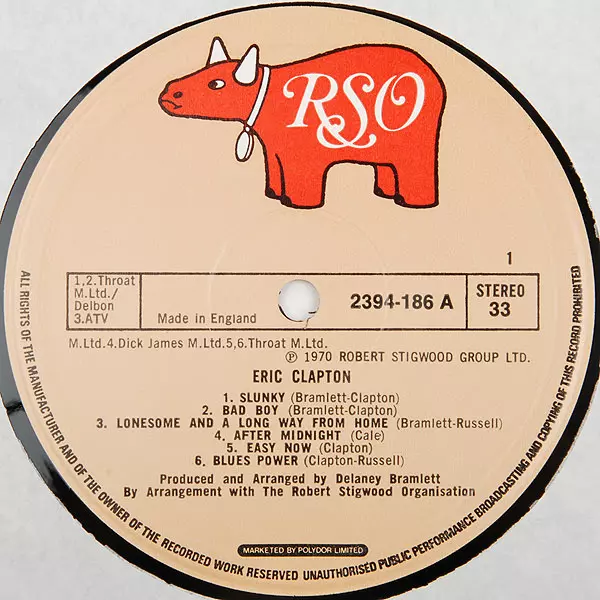 RSO
1
1,2.Throat
M.Ltd./
Delbon
3.ATV
Made in England
2394-186 A
STEREO
33
M.Ltd.4.Dick James M.Ltd.5,6.Throat M.Ltd.
℗ 1970 ROBERT STIGWOOD GROUP LTD.
ERIC CLAPTON
1. SLUNKY (Bramlett-Clapton)
2. BAD BOY (Bramlett-Clapton)
3. LONESOME AND A LONG WAY FROM HOME (Bramlett-Russell)
4. AFTER MIDNIGHT (Cale)
5. EASY NOW (Clapton)
6. BLUES POWER (Clapton-Russell)
Produced and Arranged by Delaney Bramlett
By Arrangement with The Robert Stigwood Organisation
MARKETED BY POLYDOR LIMITED
ALL RIGHTS OF THE MANUFACTURER AND OF THE OWNER OF THE RECORDED WORK RESERVED UNAUTHORISED PUBLIC PERFORMANCE BROADCASTING AND COPYING OF THIS RECORD PROHIBITED